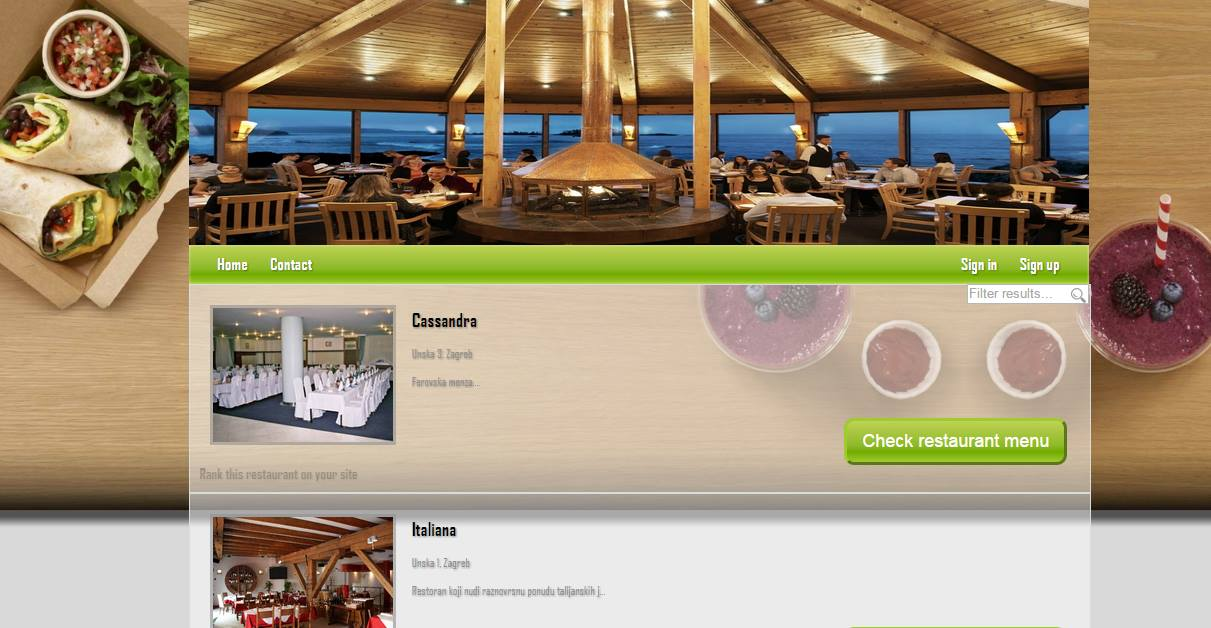 Home Contact Sign in Sign up
Filter results...
Cassandra
Unska 3, Zagreb
Ferovska menza...
Check restaurant menu
Rank this restaurant on your site
Italiana
Unska 1, Zagreb
Restoran koji nudi raznovrsnu ponudu talijanskih j...